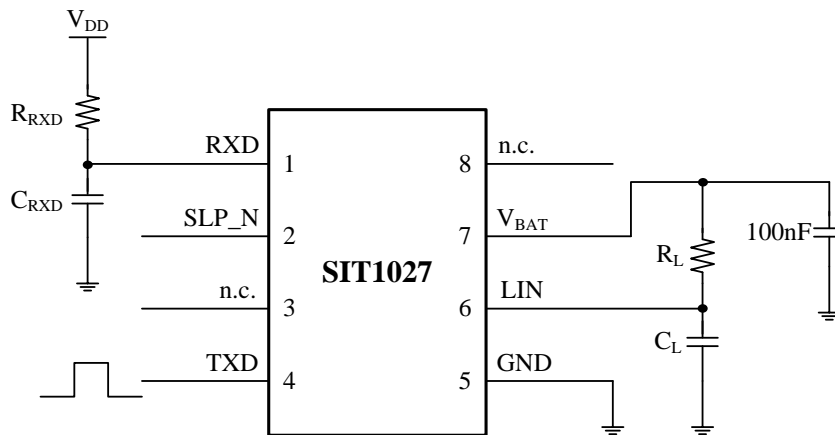 VDD
RRXD
RXD
1
8
n.c.
CRXD
SLP_N
2
7
VBAT
100nF
SIT1027
RL
n.c.
3
6
LIN
CL
TXD
4
5
GND